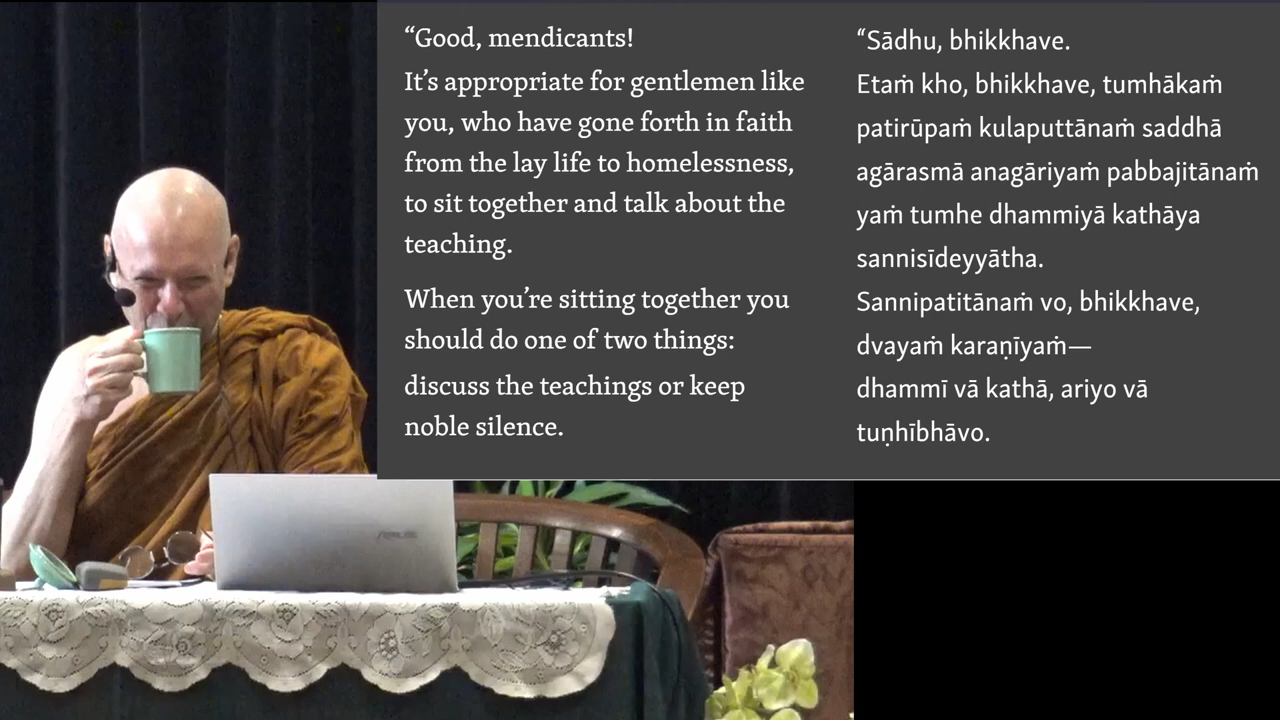 “Good, mendicants!
It’s appropriate for gentlemen like
you, who have gone forth in faith
from the lay life to homelessness,
to sit together and talk about the
teaching.
When you’re sitting together you
should do one of two things:
discuss the teachings or keep
noble silence.
“Sādhu, bhikkhave.
Etaṁ kho, bhikkhave, tumhākaṁ
patirūpaṁ kulaputtānaṁ saddhā
agārasmā anagāriyaṁ pabbajitānaṁ
yaṁ tumhe dhammiyā kathāya
sannisīdeyyātha.
Sannipatitānaṁ vo, bhikkhave,
dvayaṁ karaṇīyaṁ—
dhammī vā kathā, ariyo vā
tuṇhībhāvo.
ASUS